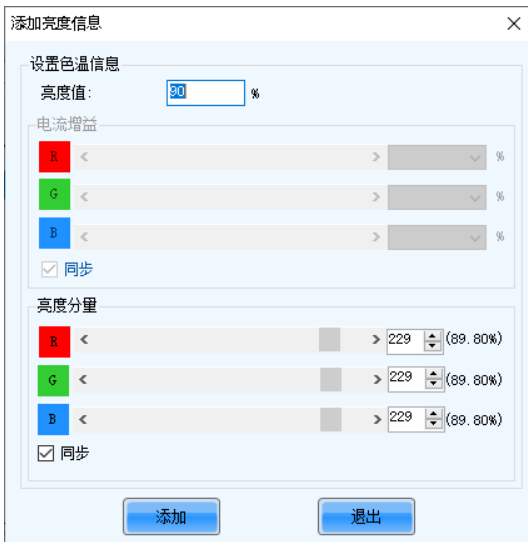 添加亮度信息
设置色温信息
亮度值: 90 %
电流增益
R %
G %
B %
同步
亮度分量
R 229 (89.80%)
G 229 (89.80%)
B 229 (89.80%)
同步
添加 退出